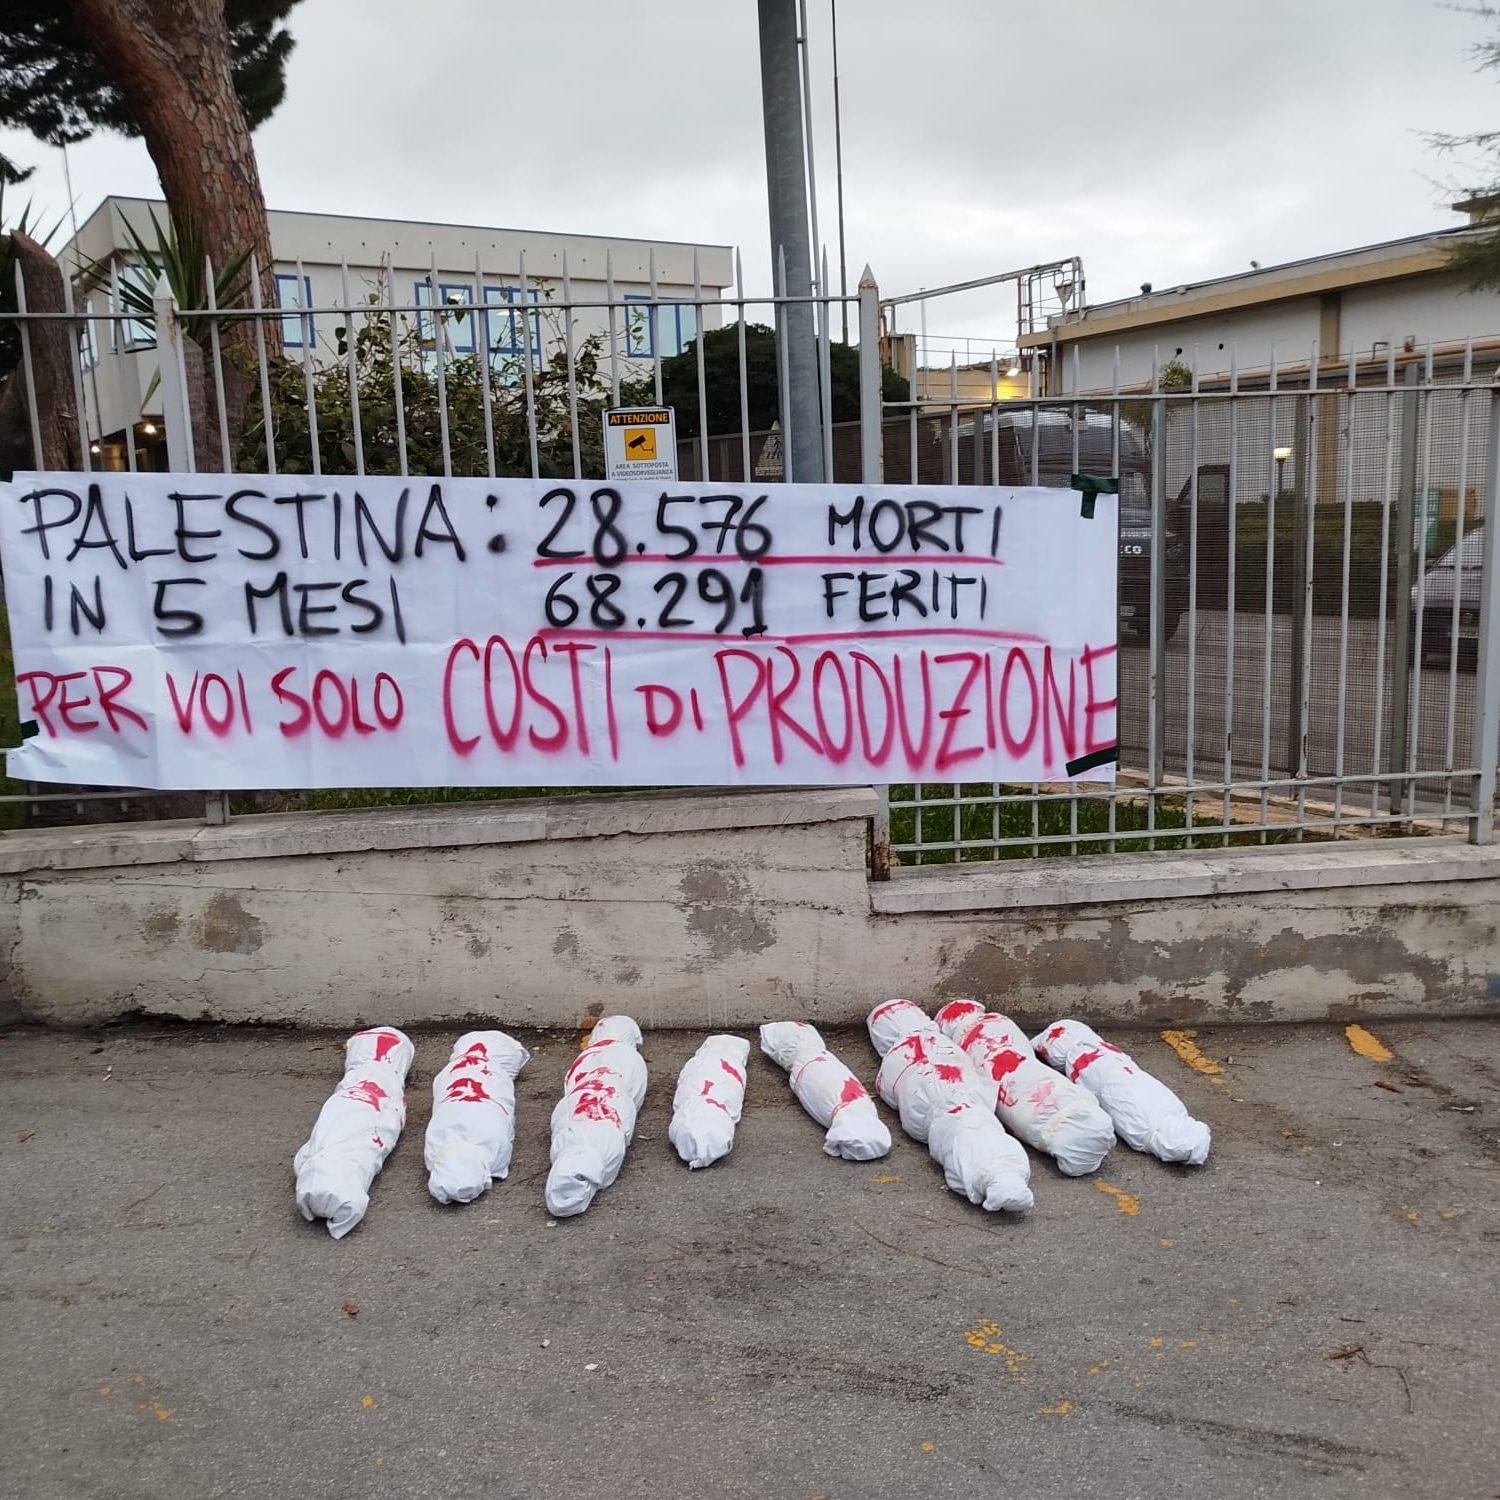 ATTENZIONE
AREA SOTTOPOSTA
A VIDEOSORVEGLIANZA
PALESTINA: 28.576 MORTI
IN 5 MESI 68.291 FERITI
PER VOI SOLO COSTI DI PRODUZIONE